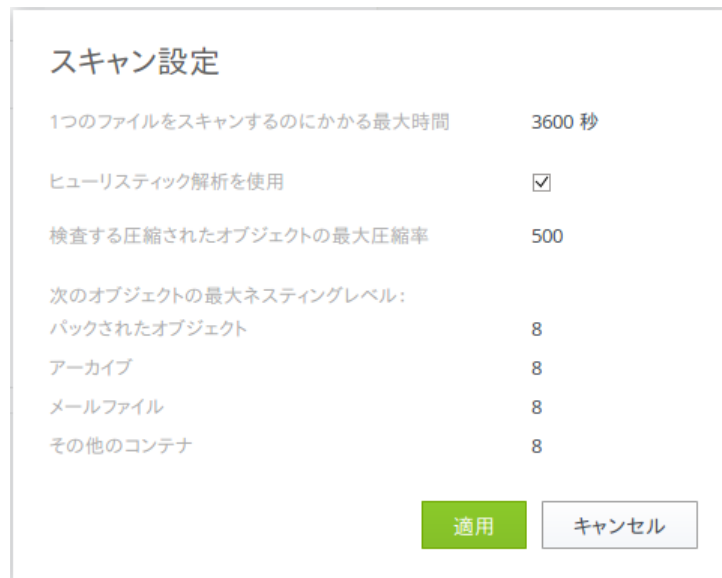 スキャン設定
1つのファイルをスキャンするのにかかる最大時間 3600 秒
ヒューリスティック解析を使用
検査する圧縮されたオブジェクトの最大圧縮率 500
次のオブジェクトの最大ネスティングレベル:
パックされたオブジェクト 8
アーカイブ 8
メールファイル 8
その他のコンテナ 8
適用 キャンセル